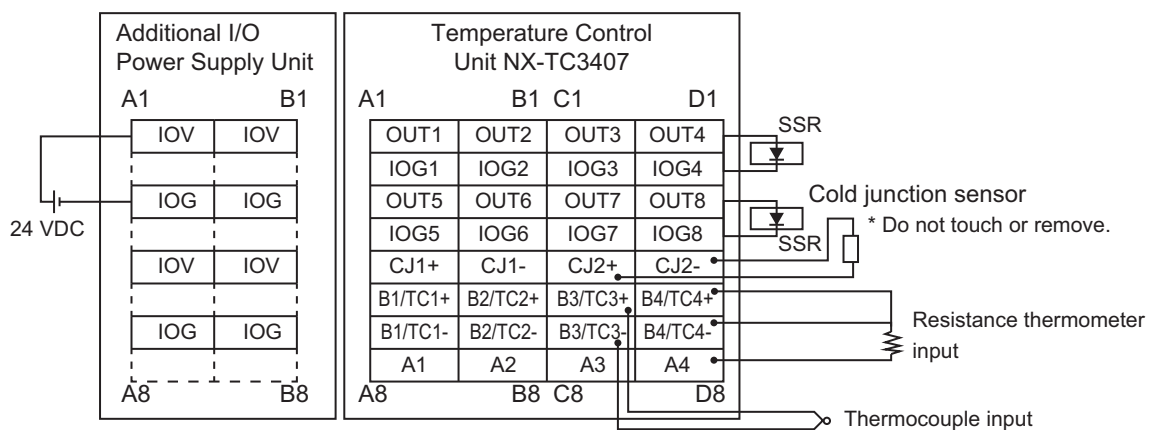 Additional I/O
Power Supply Unit
A1 B1
IOV IOV
IOG IOG
IOV IOV
IOG IOG
A8 B8
24 VDC
Temperature Control
Unit NX-TC3407
A1 B1 C1 D1
OUT1 OUT2 OUT3 OUT4
IOG1 IOG2 IOG3 IOG4
OUT5 OUT6 OUT7 OUT8
IOG5 IOG6 IOG7 IOG8
CJ1+ CJ1- CJ2+ CJ2-
B1/TC1+ B2/TC2+ B3/TC3+ B4/TC4+
B1/TC1- B2/TC2- B3/TC3- B4/TC4-
A1 A2 A3 A4
A8 B8 C8 D8
SSR
Cold junction sensor
* Do not touch or remove.
SSR
Resistance thermometer
input
Thermocouple input